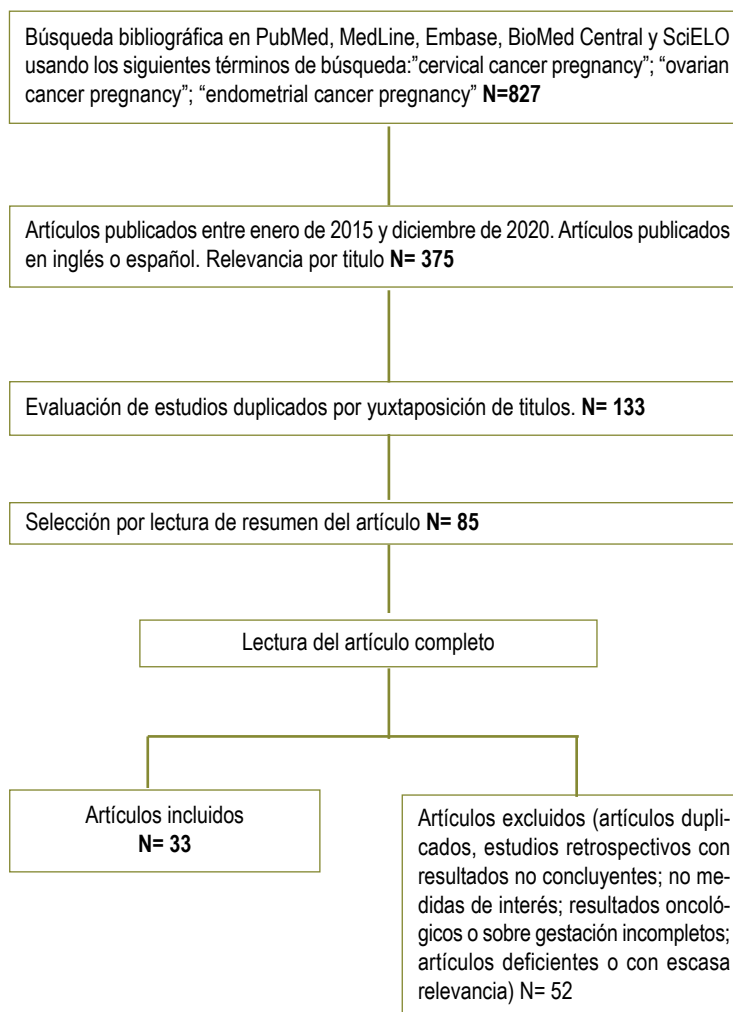 Búsqueda bibliográfica en PubMed, MedLine, Embase, BioMed Central y SciELO
usando los siguientes términos de búsqueda:”cervical cancer pregnancy”; “ovarian
cancer pregnancy”; “endometrial cancer pregnancy” N=827
Artículos publicados entre enero de 2015 y diciembre de 2020. Artículos publicados
en inglés o español. Relevancia por titulo N= 375
Evaluación de estudios duplicados por yuxtaposición de titulos. N= 133
Selección por lectura de resumen del artículo N= 85
Lectura del artículo completo
Artículos incluidos
N= 33
Artículos excluidos (artículos dupli-
cados, estudios retrospectivos con
resultados no concluyentes; no me-
didas de interés; resultados oncoló-
gicos o sobre gestación incompletos;
artículos deficientes o con escasa
relevancia) N= 52